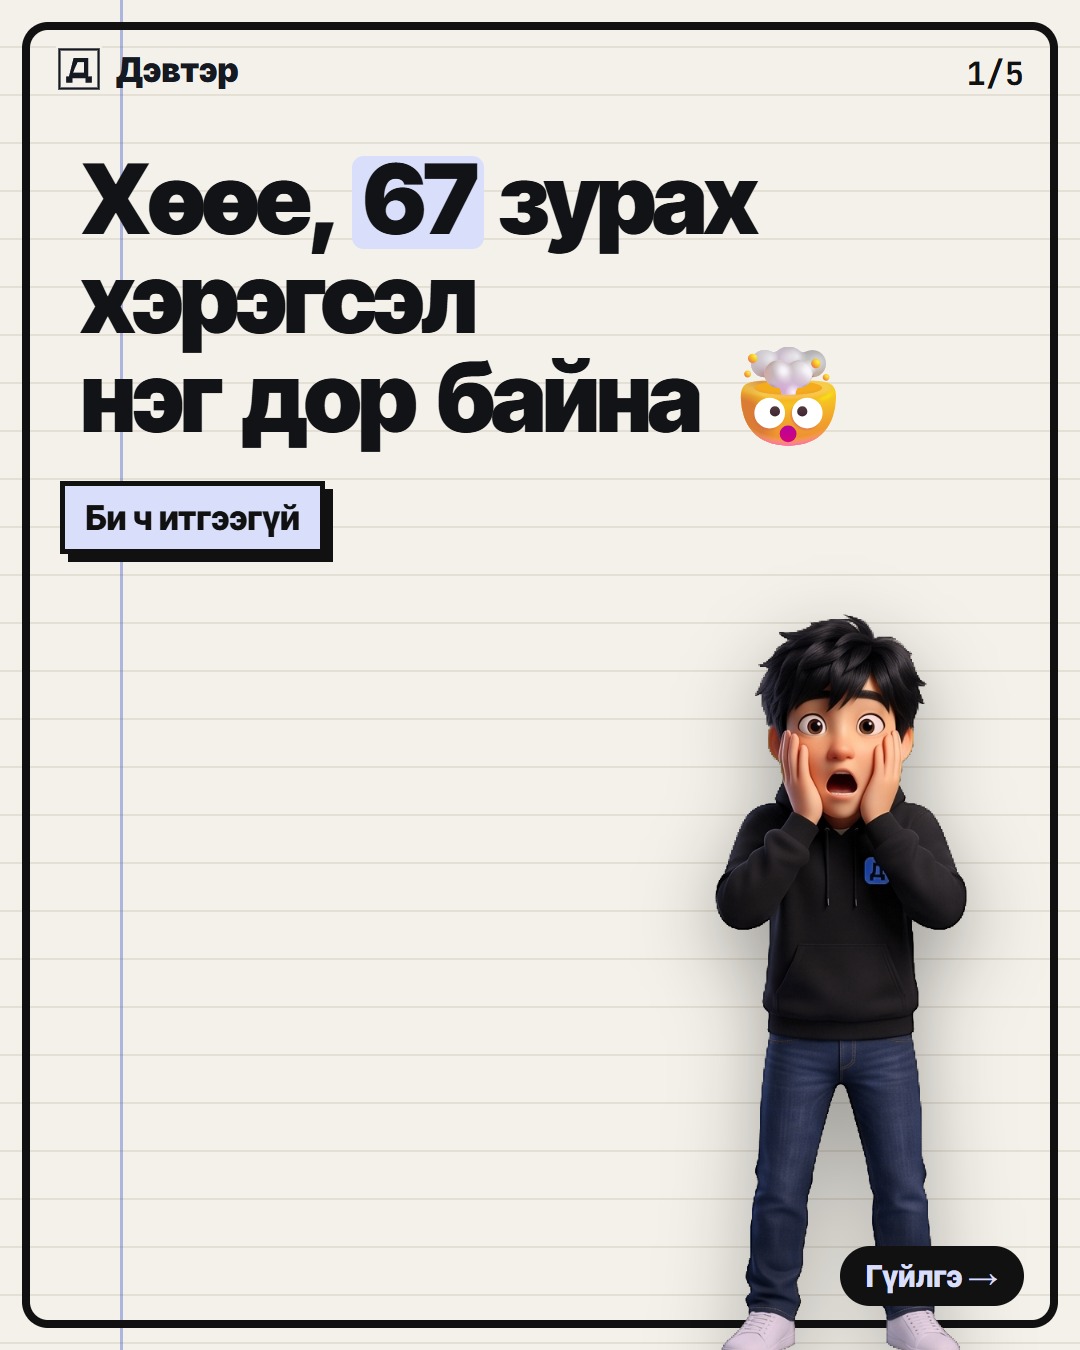 Д Дэвтэр
1/5
Хөөе, 67 зурах
хэрэгсэл
нэг дор байна 🤯
Би ч итгээгүй
Д
Гүйлгэ →